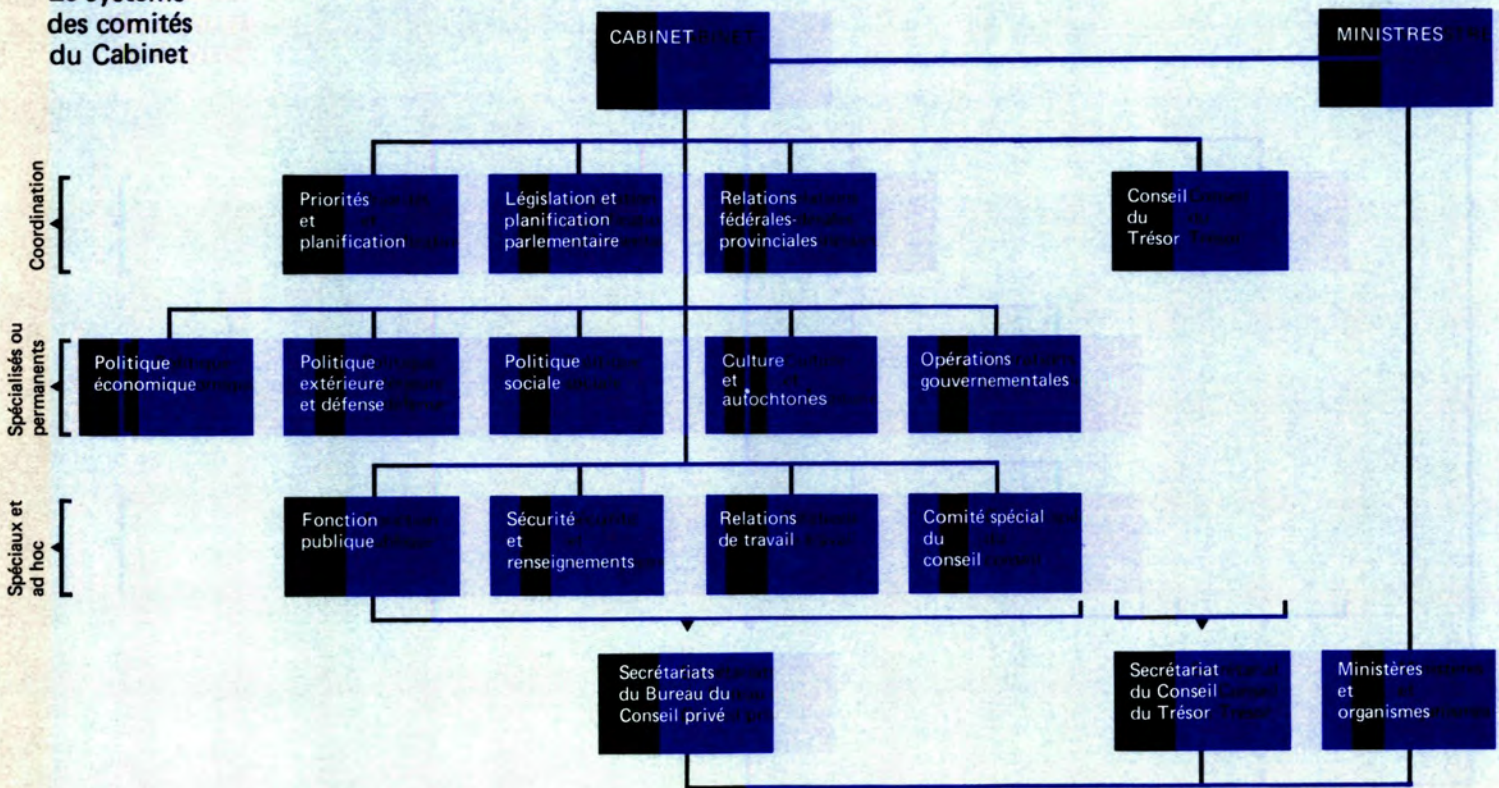 Le système
des comités
du Cabinet
CABINET
MINISTRES
Coordination
Priorités
et
planification
Législation et
planification
parlementaire
Relations
fédérales-
provinciales
Conseil
du
Trésor
Spécialisés ou
permanents
Politique
économique
Politique
extérieure
et défense
Politique
sociale
Culture
et
autochtones
Opérations
gouvernementales
Spéciaux et
ad hoc
Fonction
publique
Sécurité
et
renseignements
Relations
de travail
Comité spécial
du
conseil
Secrétariats
du Bureau du
Conseil privé
Secrétariat
du Conseil
du Trésor
Ministères
et
organismes